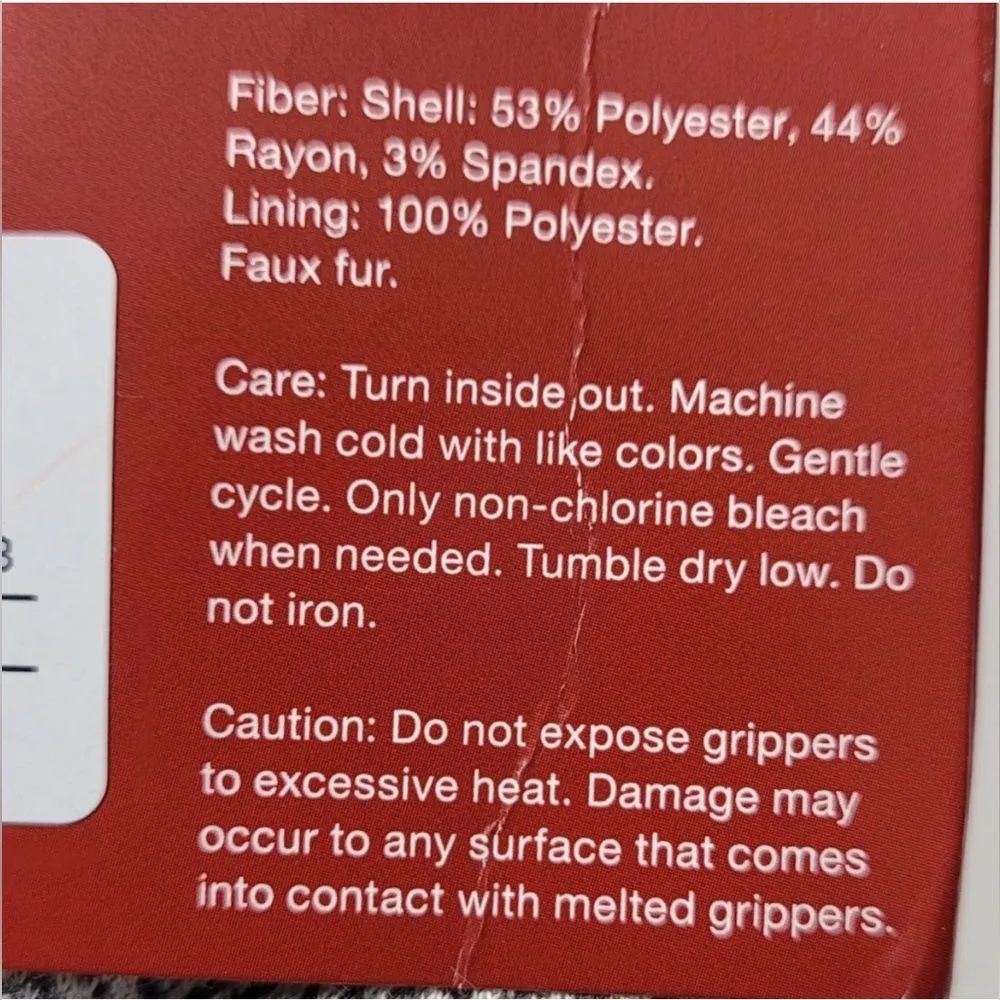 Fiber: Shell: 53% Polyester, 44%
Rayon, 3% Spandex.
Lining: 100% Polyester.
Faux fur.
Care: Turn inside out. Machine
wash cold with like colors. Gentle
cycle. Only non-chlorine bleach
when needed. Tumble dry low. Do
not iron.
Caution: Do not expose grippers
to excessive heat. Damage may
occur to any surface that comes
into contact with melted grippers.